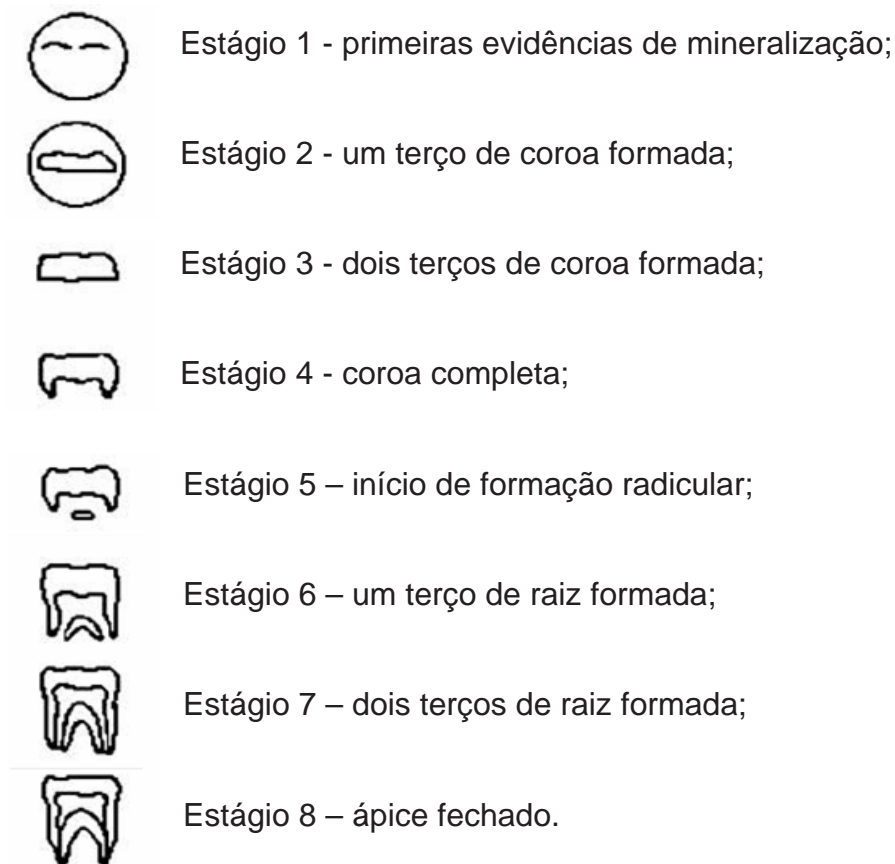 Estágio 1 - primeiras evidências de mineralização;
Estágio 2 - um terço de coroa formada;
Estágio 3 - dois terços de coroa formada;
Estágio 4 - coroa completa;
Estágio 5 – início de formação radicular;
Estágio 6 – um terço de raiz formada;
Estágio 7 – dois terços de raiz formada;
Estágio 8 – ápice fechado.